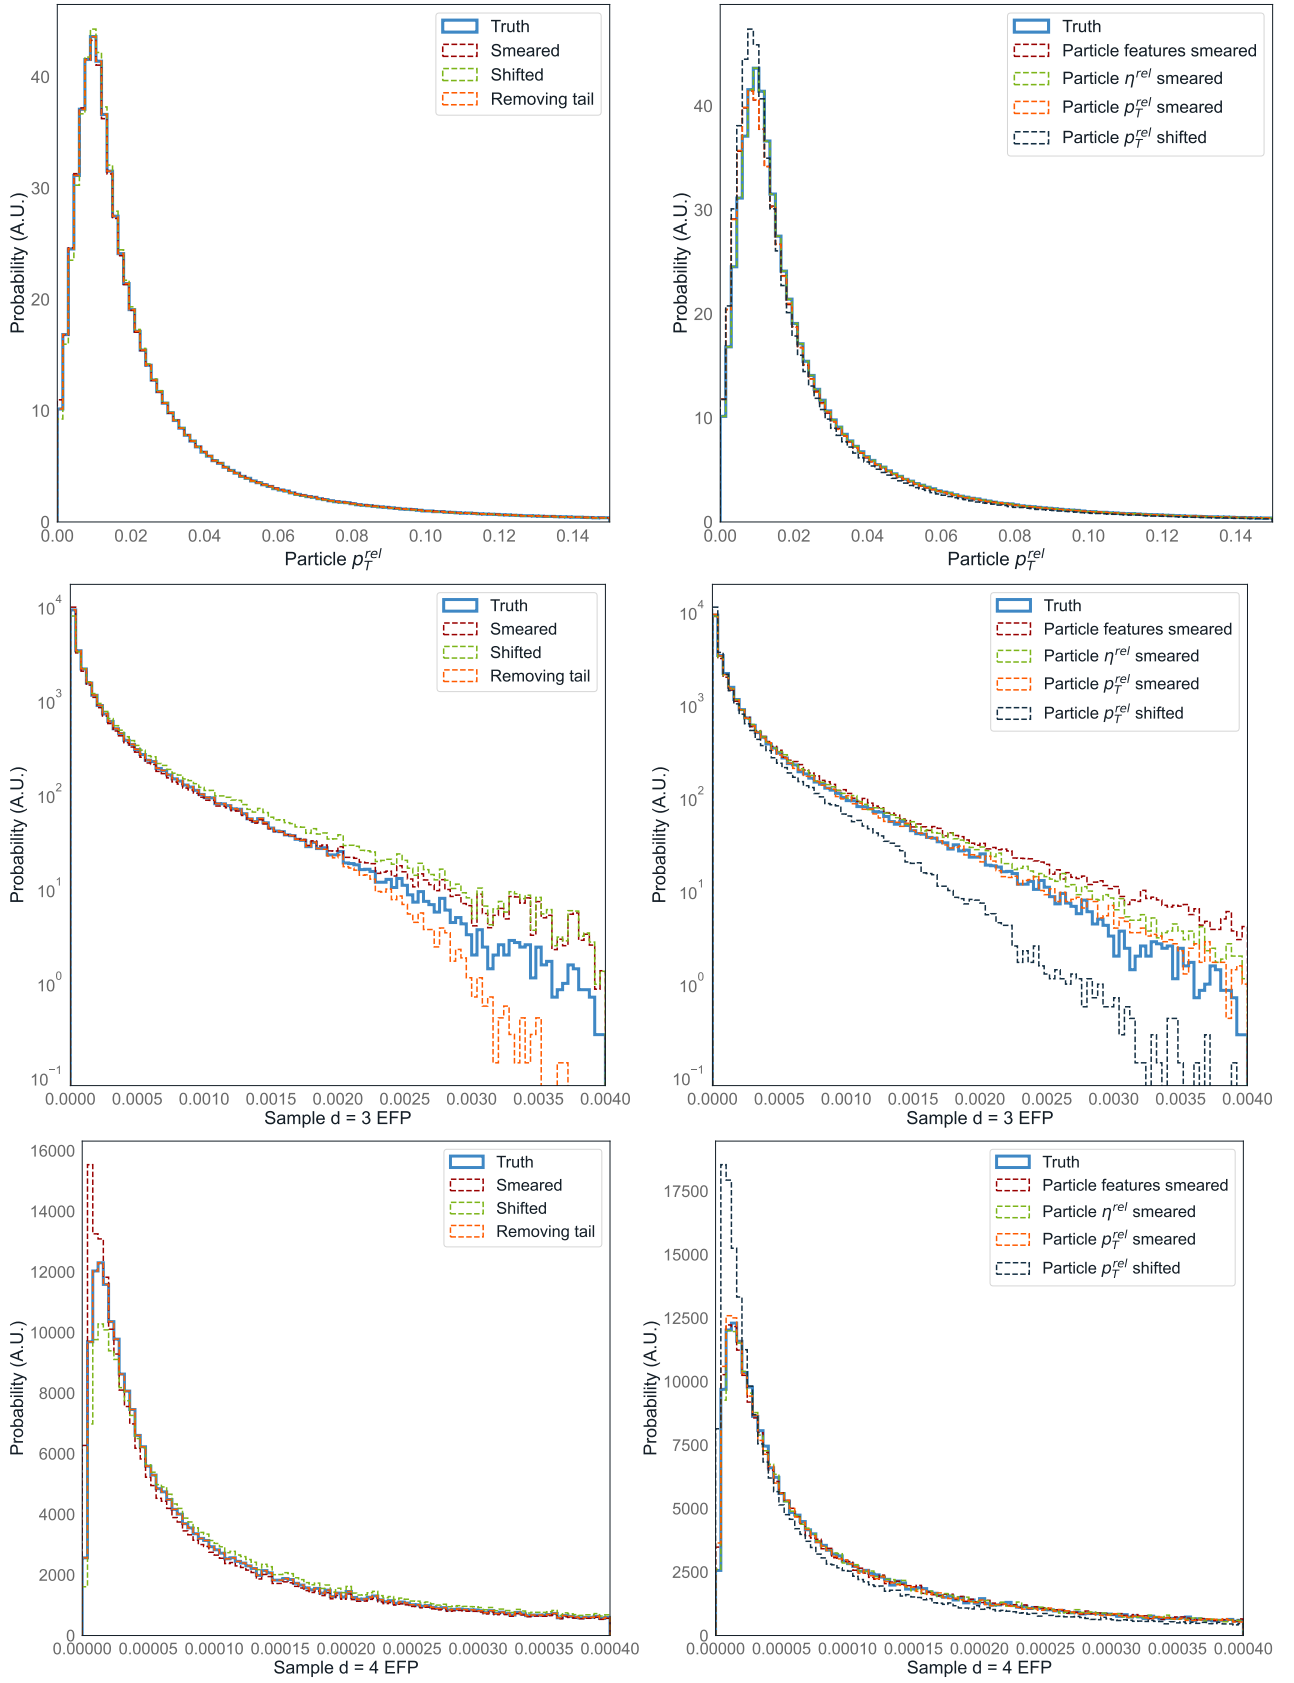 Truth
Smeared
Shifted
Removing tail
Probability (A.U.)
40
30
20
10
0
0.00 0.02 0.04 0.06 0.08 0.10 0.12 0.14
Particle p_T^{rel}
Truth
Particle features smeared
Particle η^{rel} smeared
Particle p_T^{rel} smeared
Particle p_T^{rel} shifted
Probability (A.U.)
40
30
20
10
0
0.00 0.02 0.04 0.06 0.08 0.10 0.12 0.14
Particle p_T^{rel}
Truth
Smeared
Shifted
Removing tail
Probability (A.U.)
10^4
10^3
10^2
10^1
10^0
10^{−1}
0.0000 0.0005 0.0010 0.0015 0.0020 0.0025 0.0030 0.0035 0.0040
Sample d = 3 EFP
Truth
Particle features smeared
Particle η^{rel} smeared
Particle p_T^{rel} smeared
Particle p_T^{rel} shifted
Probability (A.U.)
10^4
10^3
10^2
10^1
10^0
10^{−1}
0.0000 0.0005 0.0010 0.0015 0.0020 0.0025 0.0030 0.0035 0.0040
Sample d = 3 EFP
Truth
Smeared
Shifted
Removing tail
Probability (A.U.)
16000
14000
12000
10000
8000
6000
4000
2000
0
0.00000 0.00005 0.00010 0.00015 0.00020 0.00025 0.00030 0.00035 0.00040
Sample d = 4 EFP
Truth
Particle features smeared
Particle η^{rel} smeared
Particle p_T^{rel} smeared
Particle p_T^{rel} shifted
Probability (A.U.)
17500
15000
12500
10000
7500
5000
2500
0
0.00000 0.00005 0.00010 0.00015 0.00020 0.00025 0.00030 0.00035 0.00040
Sample d = 4 EFP